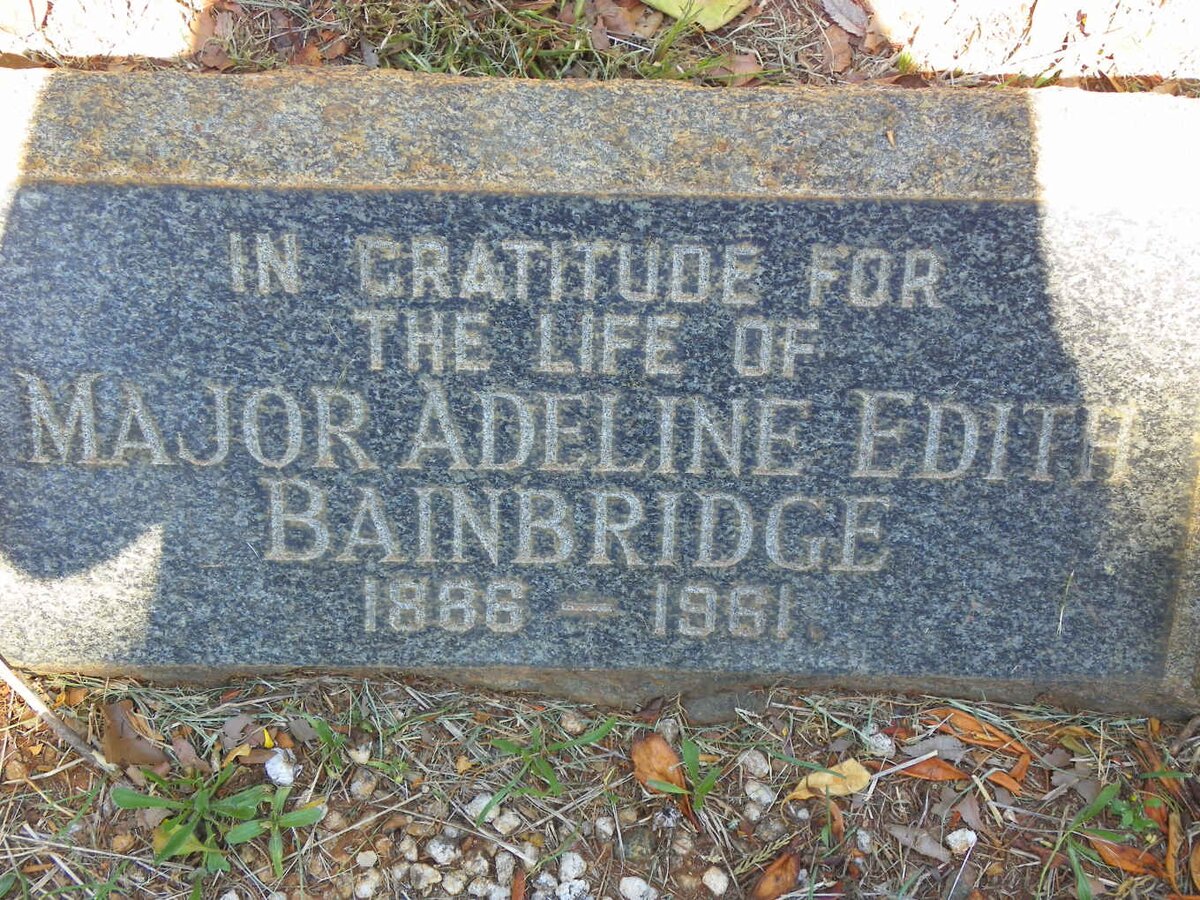 IN GRATITUDE FOR
THE LIFE OF
MAJOR ADELINE EDITH
BAINBRIDGE
1886 — 1961.